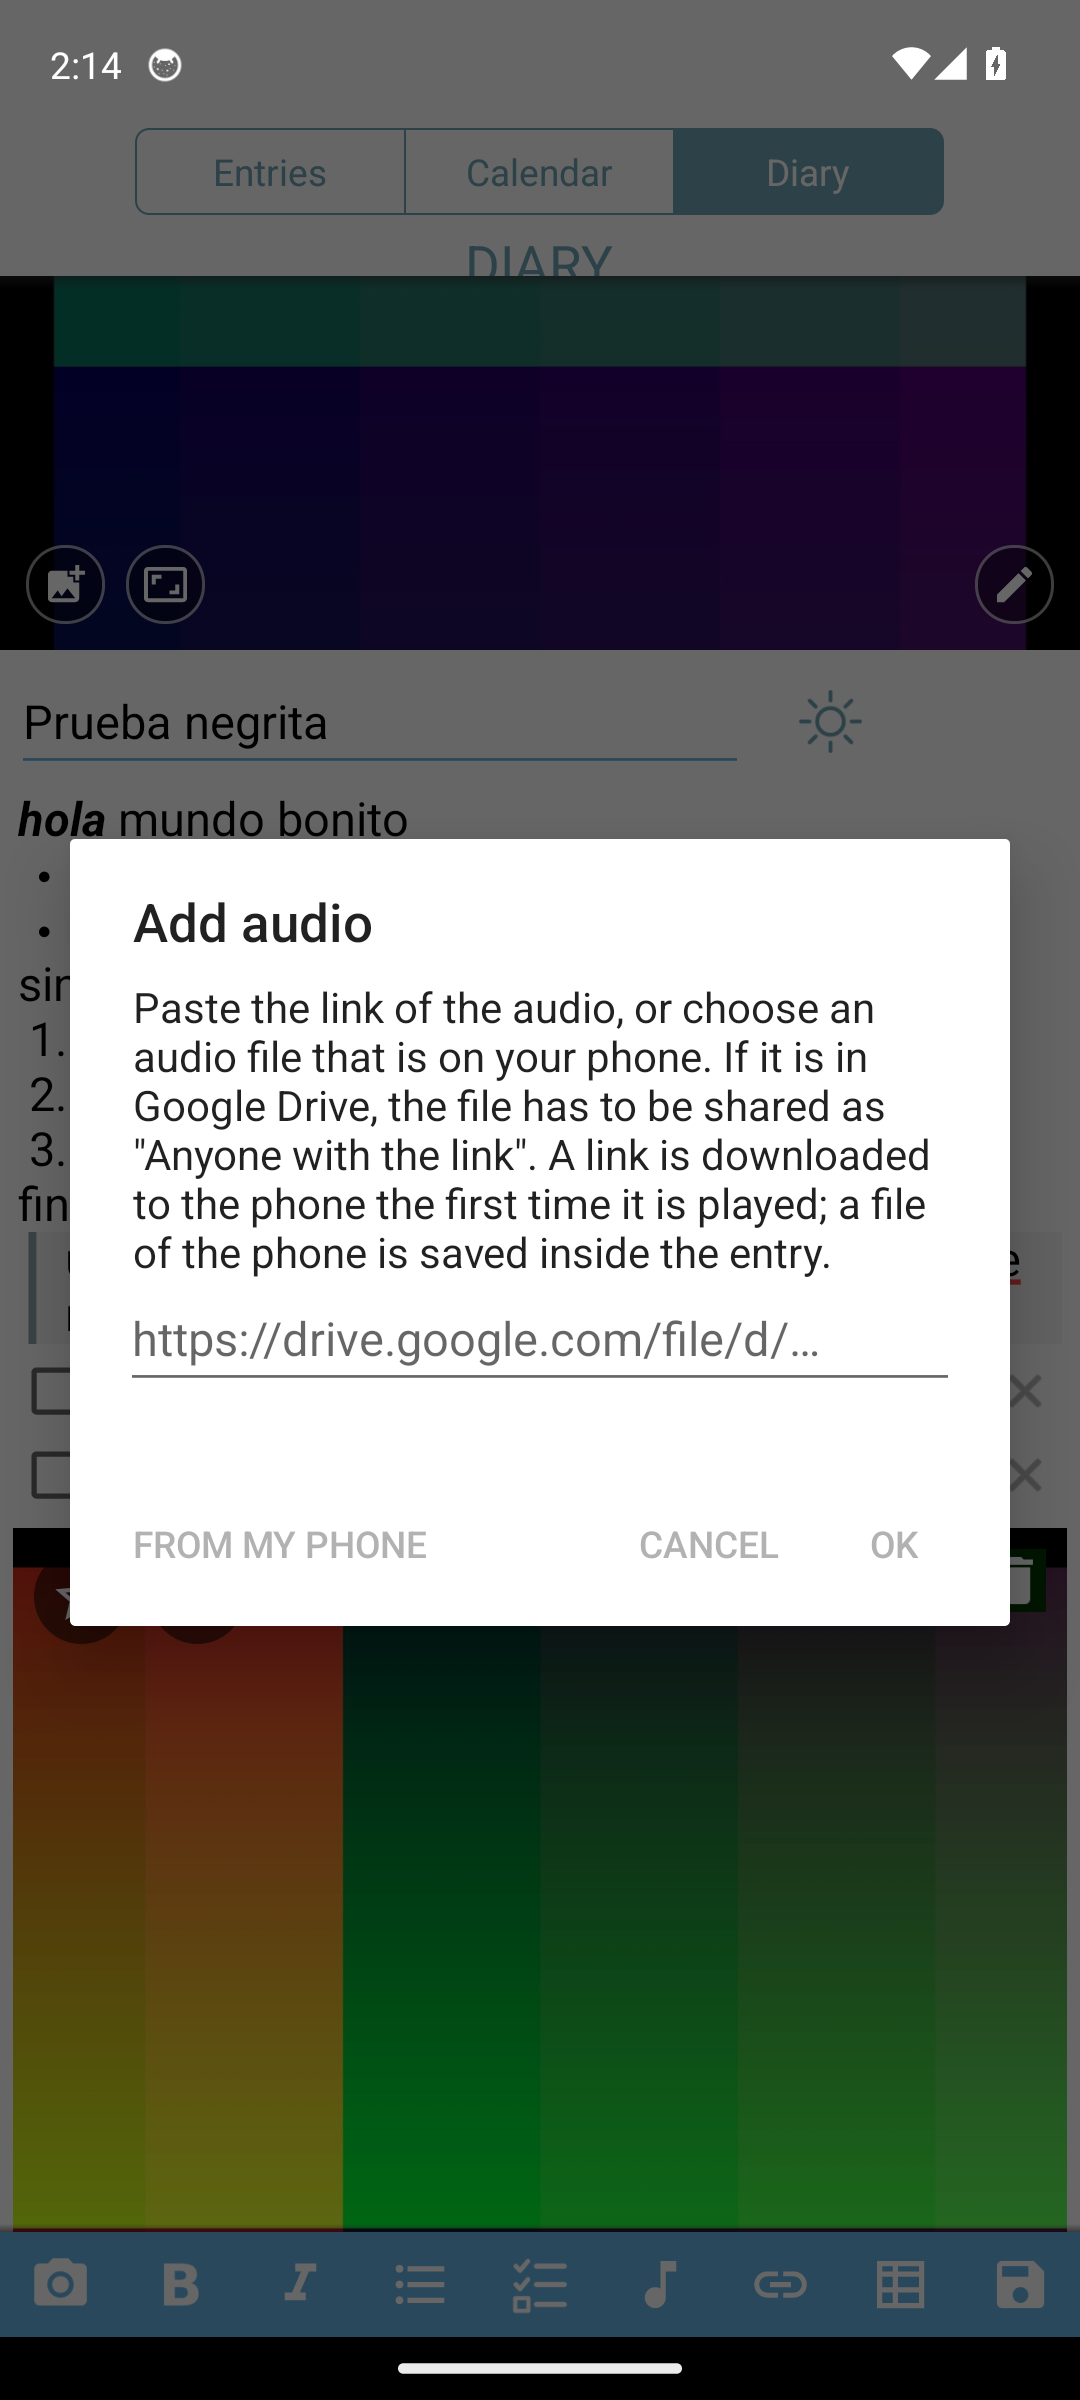 2:14
Entries Calendar Diary
DIARY
Prueba negrita
hola mundo bonito
Add audio
Paste the link of the audio, or choose an
audio file that is on your phone. If it is in
Google Drive, the file has to be shared as
"Anyone with the link". A link is downloaded
to the phone the first time it is played; a file
of the phone is saved inside the entry.
https://drive.google.com/file/d/…
FROM MY PHONE CANCEL OK
1.
2.
3.
B I